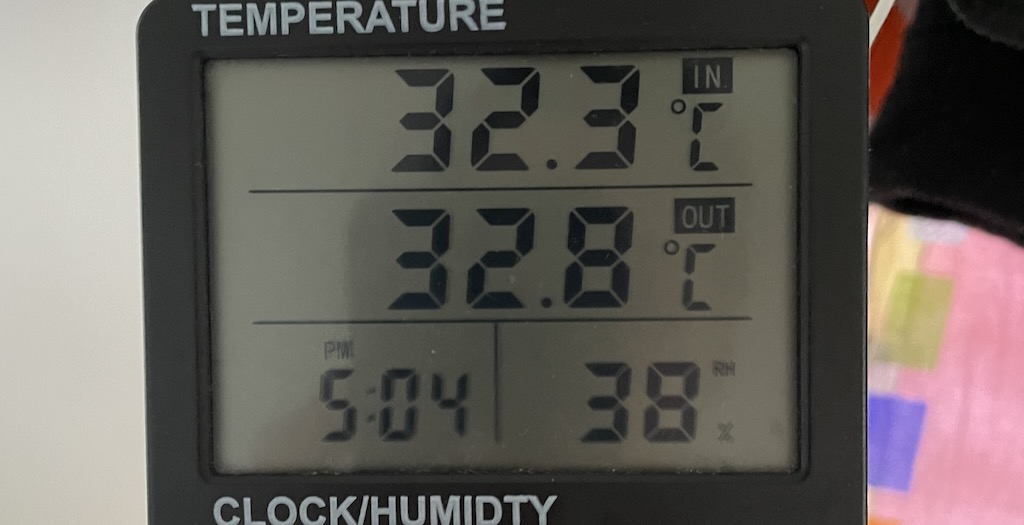 TEMPERATURE
32.3 °C IN
32.8 °C OUT
PM
5:04 38 RH %
CLOCK/HUMIDTY